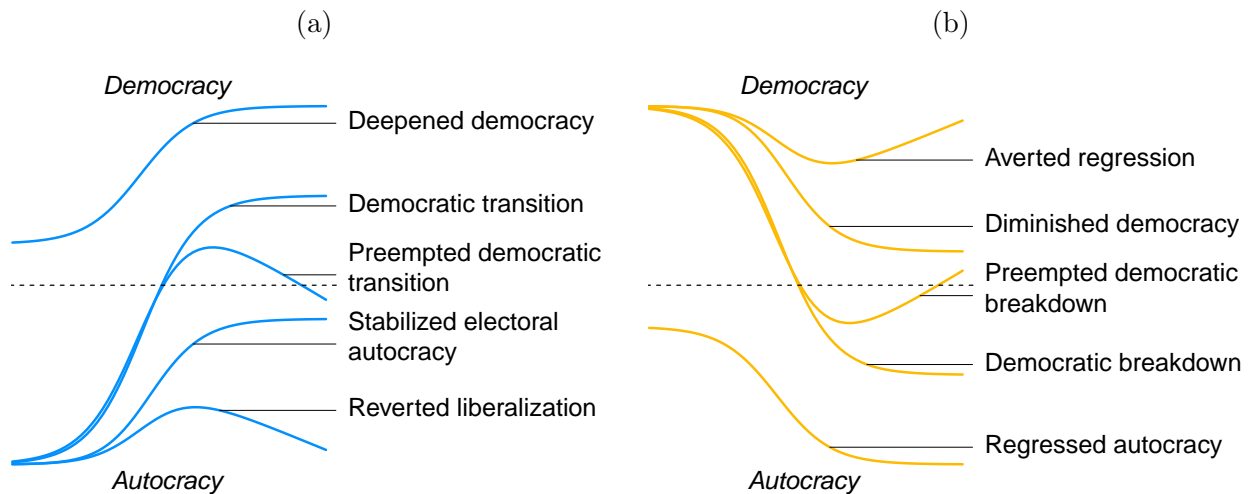 (a)
Democracy
Deepened democracy
Democratic transition
Preempted democratic
transition
Stabilized electoral
autocracy
Reverted liberalization
Autocracy
(b)
Democracy
Averted regression
Diminished democracy
Preempted democratic
breakdown
Democratic breakdown
Regressed autocracy
Autocracy